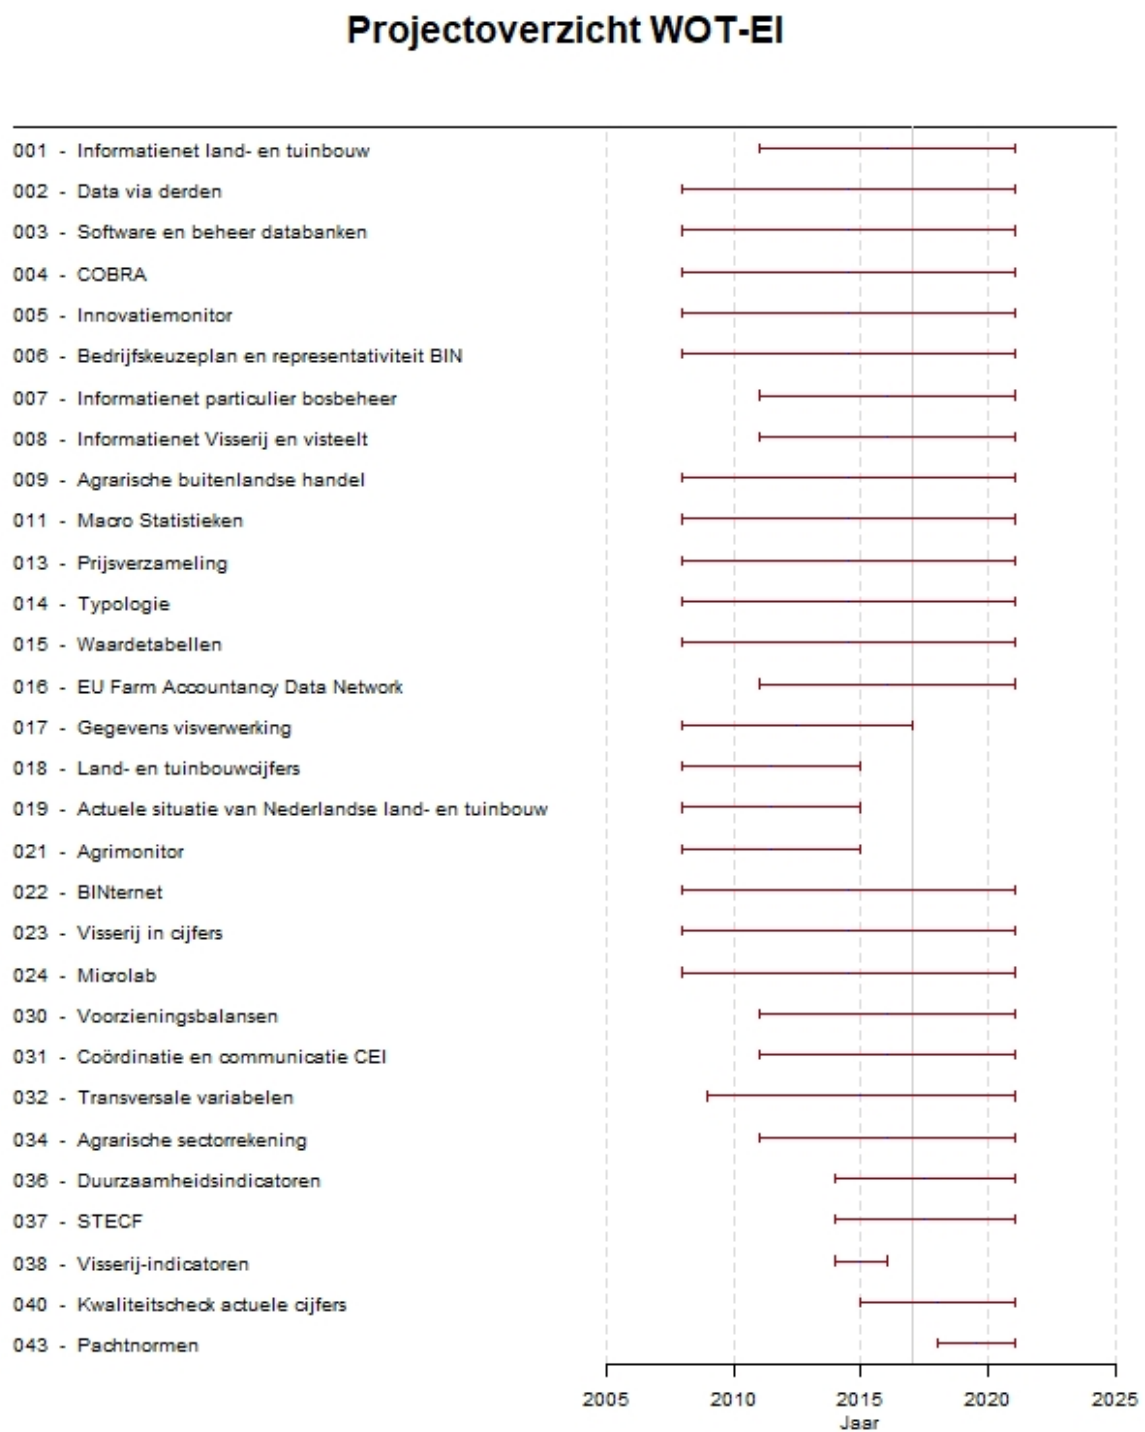 Projectoverzicht WOT-EI
001 - Informatienet land- en tuinbouw
002 - Data via derden
003 - Software en beheer databanken
004 - COBRA
005 - Innovatiemonitor
006 - Bedrijfskeuzeplan en representativiteit BIN
007 - Informatienet particulier bosbeheer
008 - Informatienet Visserij en visteelt
009 - Agrarische buitenlandse handel
011 - Macro Statistieken
013 - Prijsverzameling
014 - Typologie
015 - Waardetabellen
016 - EU Farm Accountancy Data Network
017 - Gegevens visverwerking
018 - Land- en tuinbouwcijfers
019 - Actuele situatie van Nederlandse land- en tuinbouw
021 - Agrimonitor
022 - BINternet
023 - Visserij in cijfers
024 - Microlab
030 - Voorzieningsbalansen
031 - Coördinatie en communicatie CEI
032 - Transversale variabelen
034 - Agrarische sectorrekening
036 - Duurzaamheidsindicatoren
037 - STECF
038 - Visserij-indicatoren
040 - Kwaliteitscheck actuele cijfers
043 - Pachtnormen
2005 2010 2015 2020 2025
Jaar